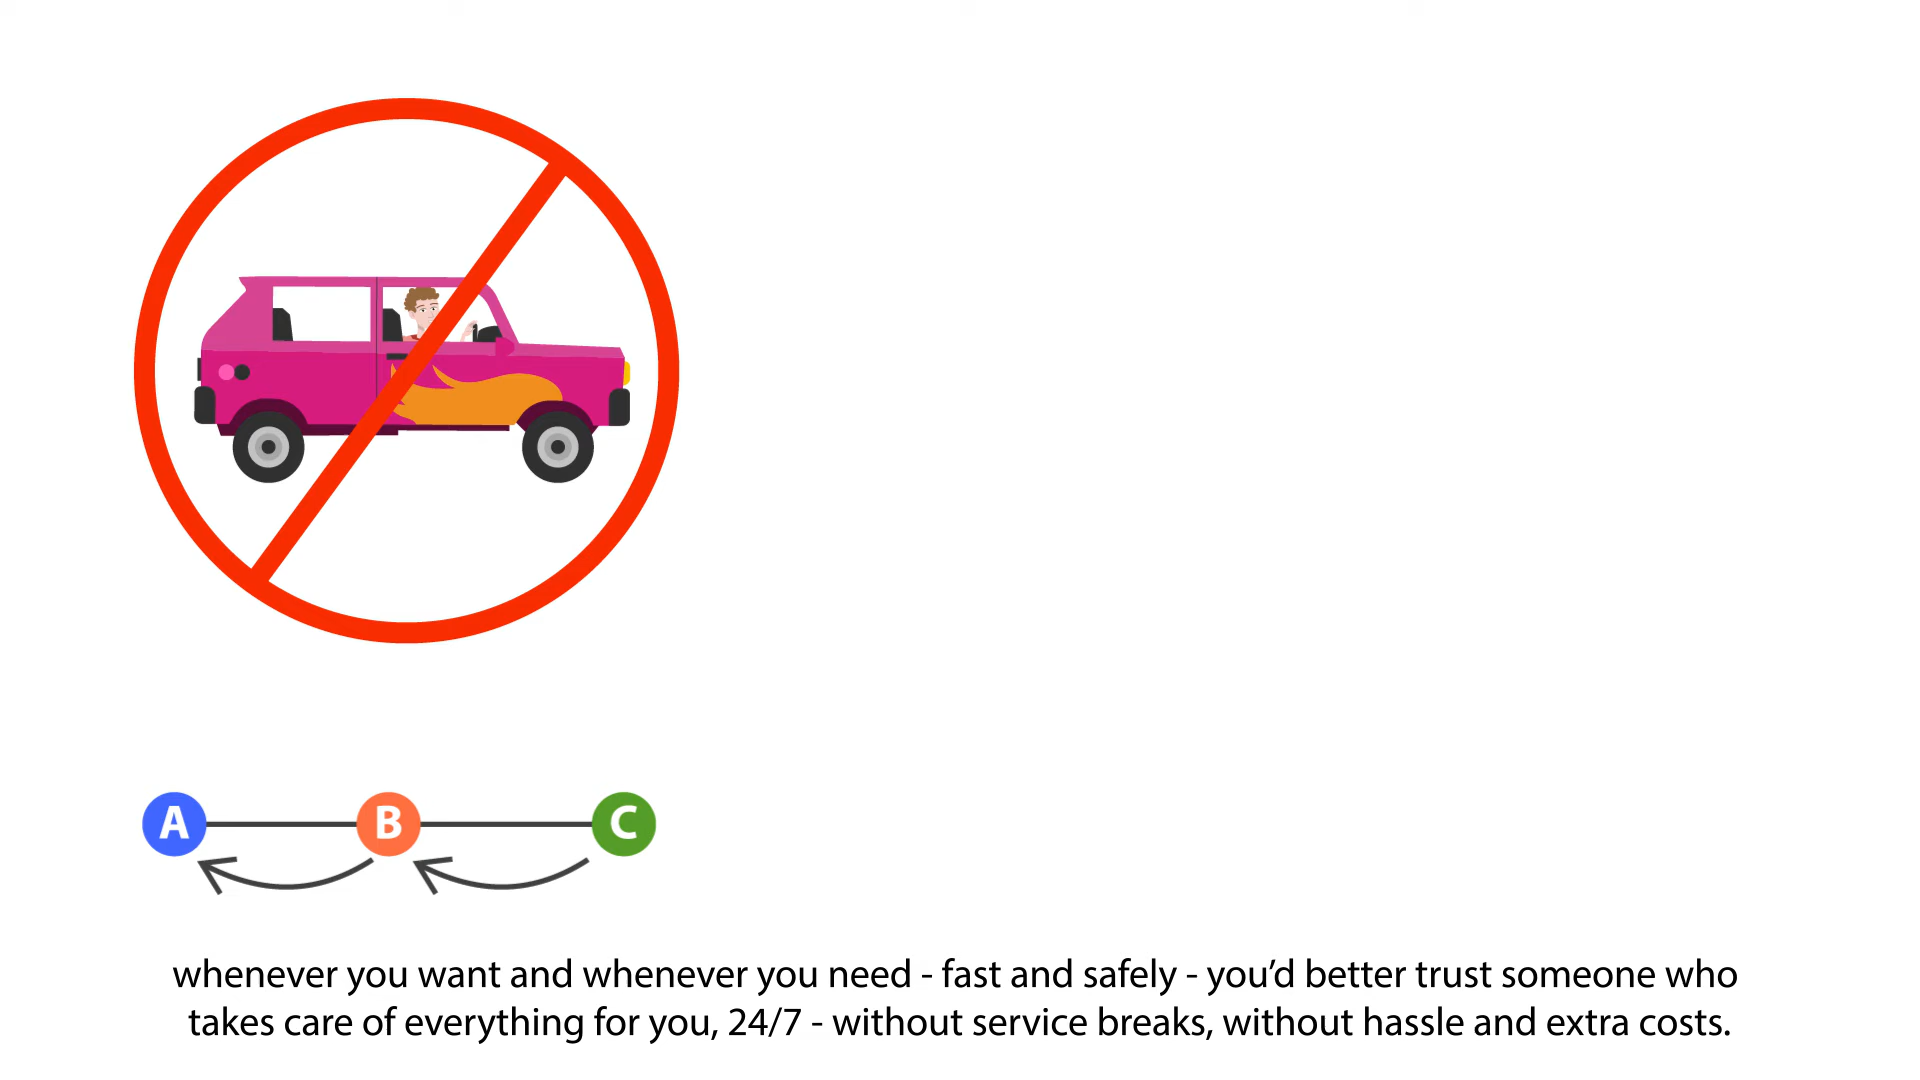 A B C
whenever you want and whenever you need - fast and safely - you’d better trust someone who
takes care of everything for you, 24/7 - without service breaks, without hassle and extra costs.